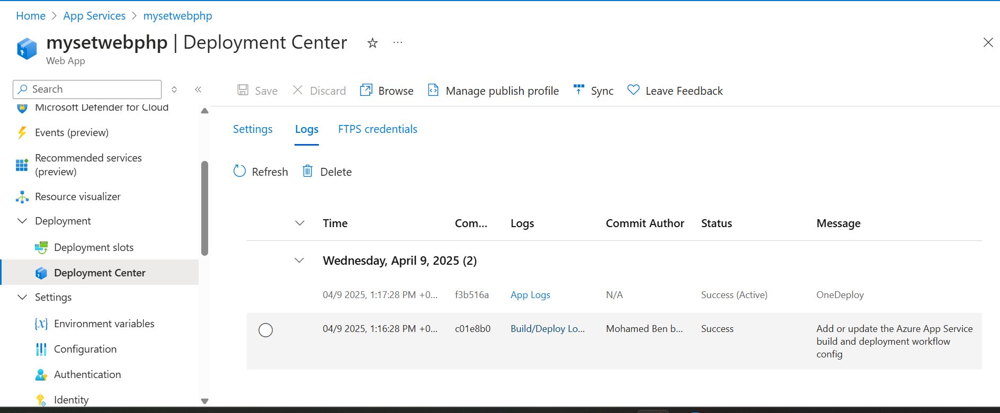 Home > App Services > mysetwebphp
mysetwebphp | Deployment Center
Web App
Search
Save
Discard
Browse
Manage publish profile
Sync
Leave Feedback
Microsoft Defender for Cloud
Events (preview)
Recommended services
(preview)
Resource visualizer
Deployment
Deployment slots
Deployment Center
Settings
Environment variables
Configuration
Authentication
Identity
Settings
Logs
FTPS credentials
Refresh
Delete
Time Com... Logs Commit Author Status Message
Wednesday, April 9, 2025 (2)
04/9 2025, 1:17:28 PM +0... f3b516a App Logs N/A Success (Active) OneDeploy
04/9 2025, 1:16:28 PM +0... c01e8b0 Build/Deploy Lo... Mohamed Ben b... Success Add or update the Azure App Service
build and deployment workflow
config